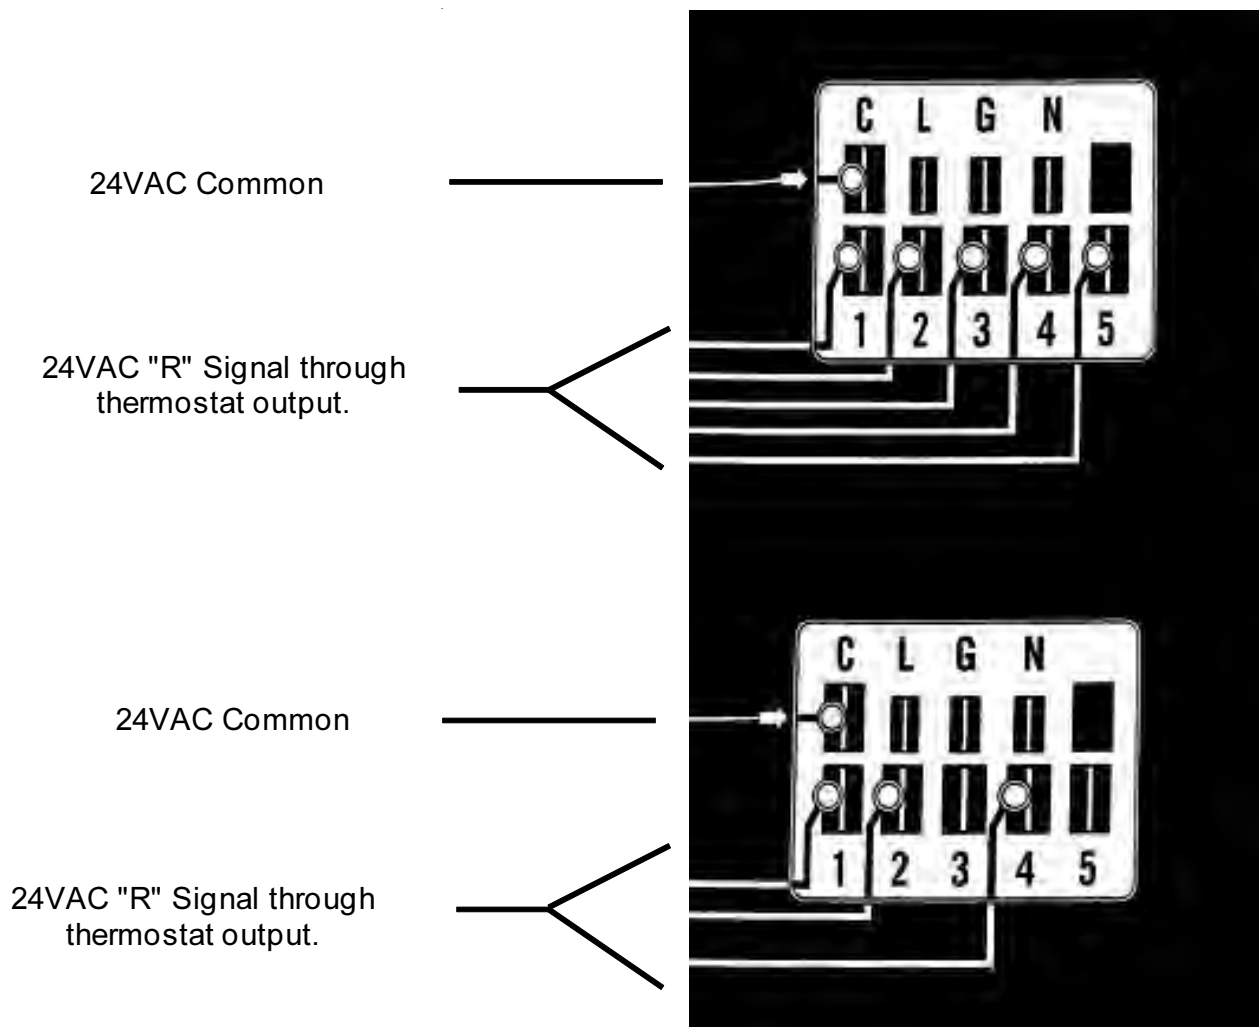 C L G N
24VAC Common
1 2 3 4 5
24VAC "R" Signal through
thermostat output.
C L G N
24VAC Common
1 2 3 4 5
24VAC "R" Signal through
thermostat output.